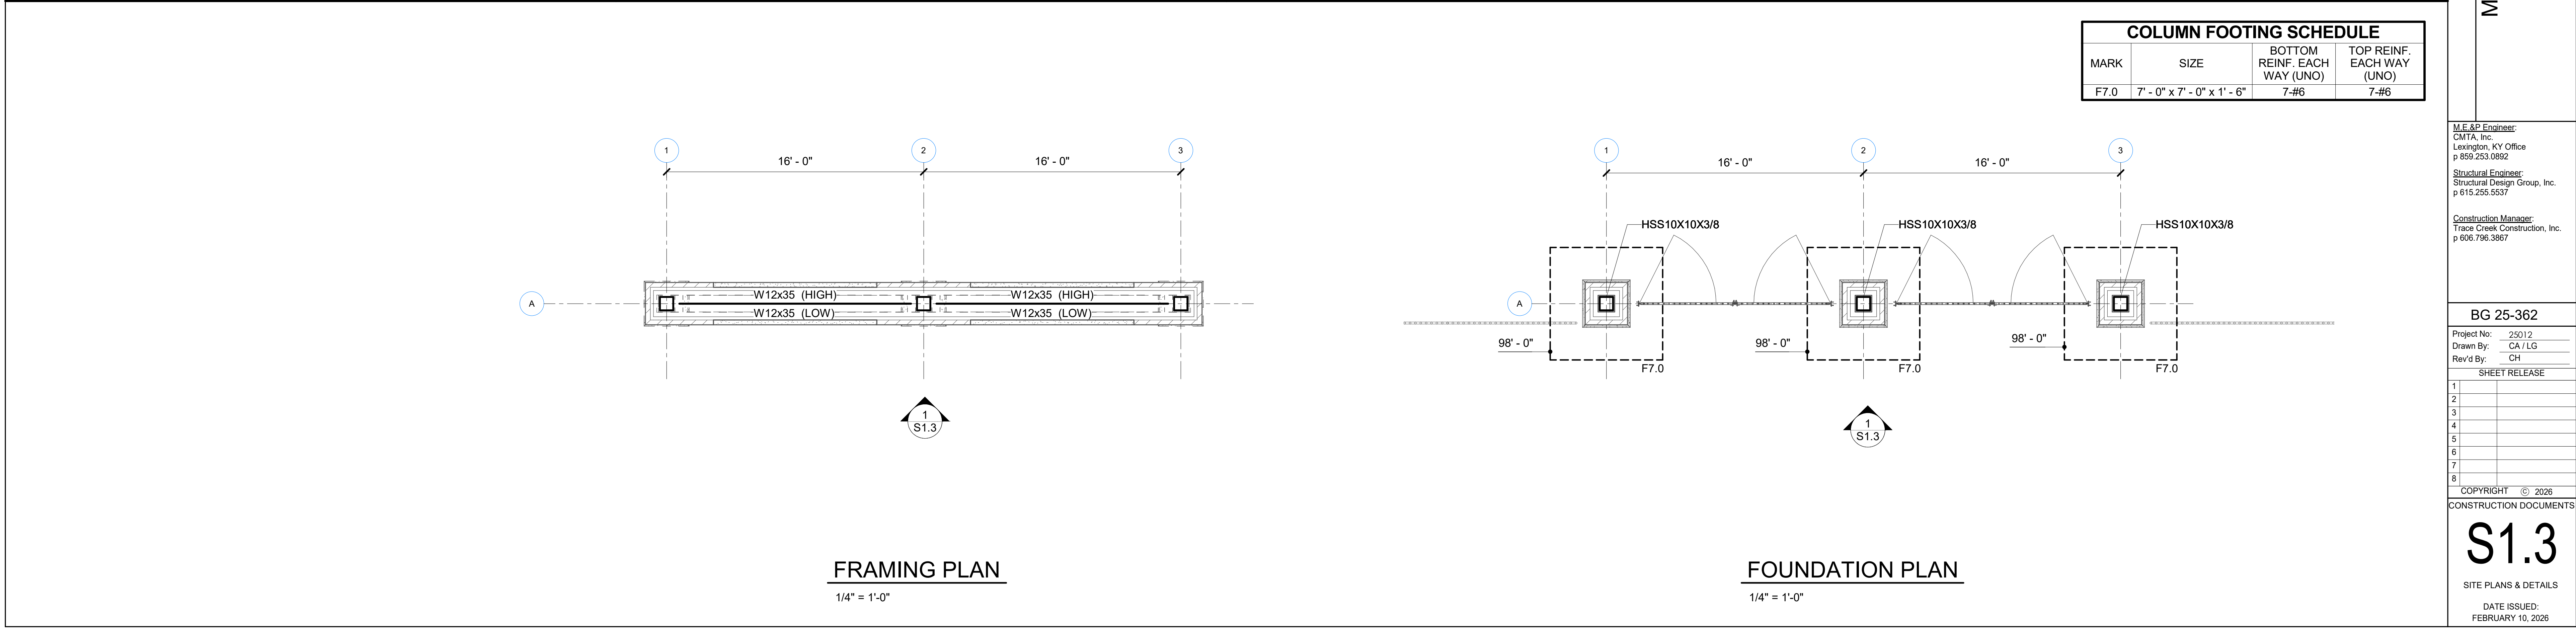 COLUMN FOOTING SCHEDULE
MARK
SIZE
BOTTOM
REINF. EACH
WAY (UNO)
TOP REINF.
EACH WAY
(UNO)
F7.0
7' - 0" x 7' - 0" x 1' - 6"
7-#6
7-#6
1
2
3
16' - 0"
16' - 0"
A
W12x35 (HIGH)
W12x35 (HIGH)
W12x35 (LOW)
W12x35 (LOW)
1
S1.3
FRAMING PLAN
1/4" = 1'-0"
1
2
3
16' - 0"
16' - 0"
HSS10X10X3/8
HSS10X10X3/8
HSS10X10X3/8
A
98' - 0"
98' - 0"
98' - 0"
F7.0
F7.0
F7.0
1
S1.3
FOUNDATION PLAN
1/4" = 1'-0"
M
M,E,&P Engineer:
CMTA, Inc.
Lexington, KY Office
p 859.253.0892
Structural Engineer:
Structural Design Group, Inc.
p 615.255.5537
Construction Manager:
Trace Creek Construction, Inc.
p 606.796.3867
BG 25-362
Project No: 25012
Drawn By: CA / LG
Rev'd By: CH
SHEET RELEASE
1
2
3
4
5
6
7
8
COPYRIGHT © 2026
CONSTRUCTION DOCUMENTS
S1.3
SITE PLANS & DETAILS
DATE ISSUED:
FEBRUARY 10, 2026